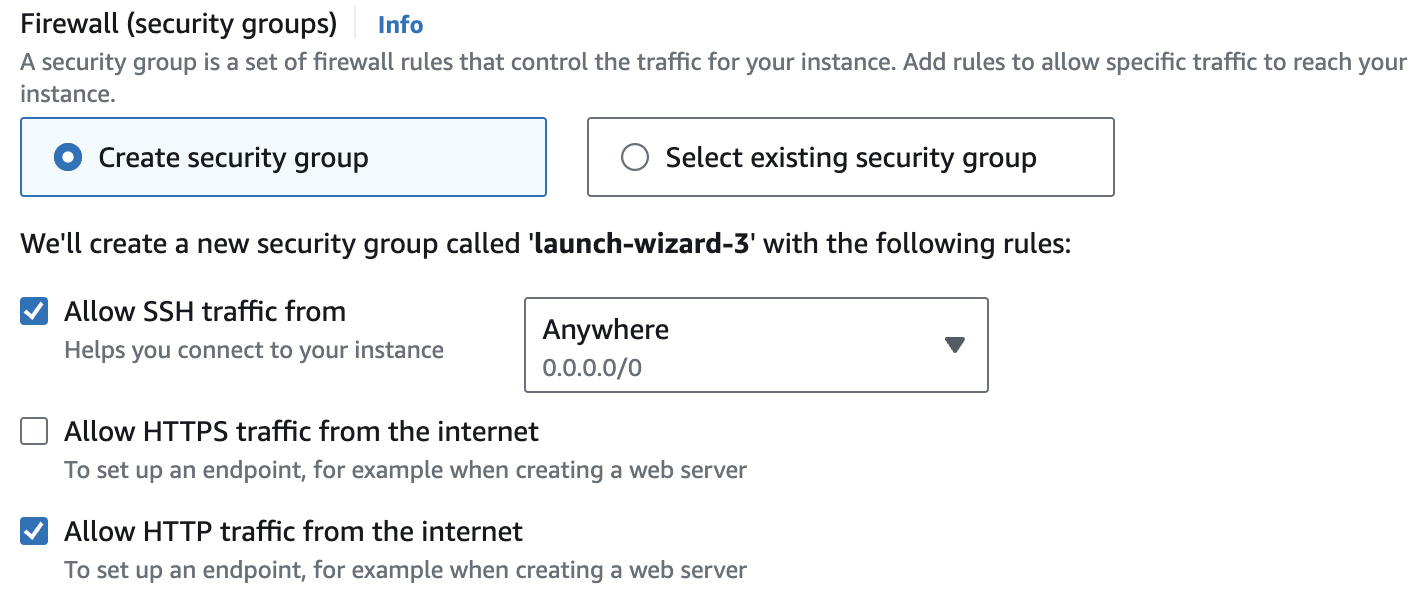 Firewall (security groups) Info
A security group is a set of firewall rules that control the traffic for your instance. Add rules to allow specific traffic to reach your
instance.
Create security group Select existing security group
We'll create a new security group called 'launch-wizard-3' with the following rules:
Allow SSH traffic from
Helps you connect to your instance
Anywhere
0.0.0.0/0
Allow HTTPS traffic from the internet
To set up an endpoint, for example when creating a web server
Allow HTTP traffic from the internet
To set up an endpoint, for example when creating a web server